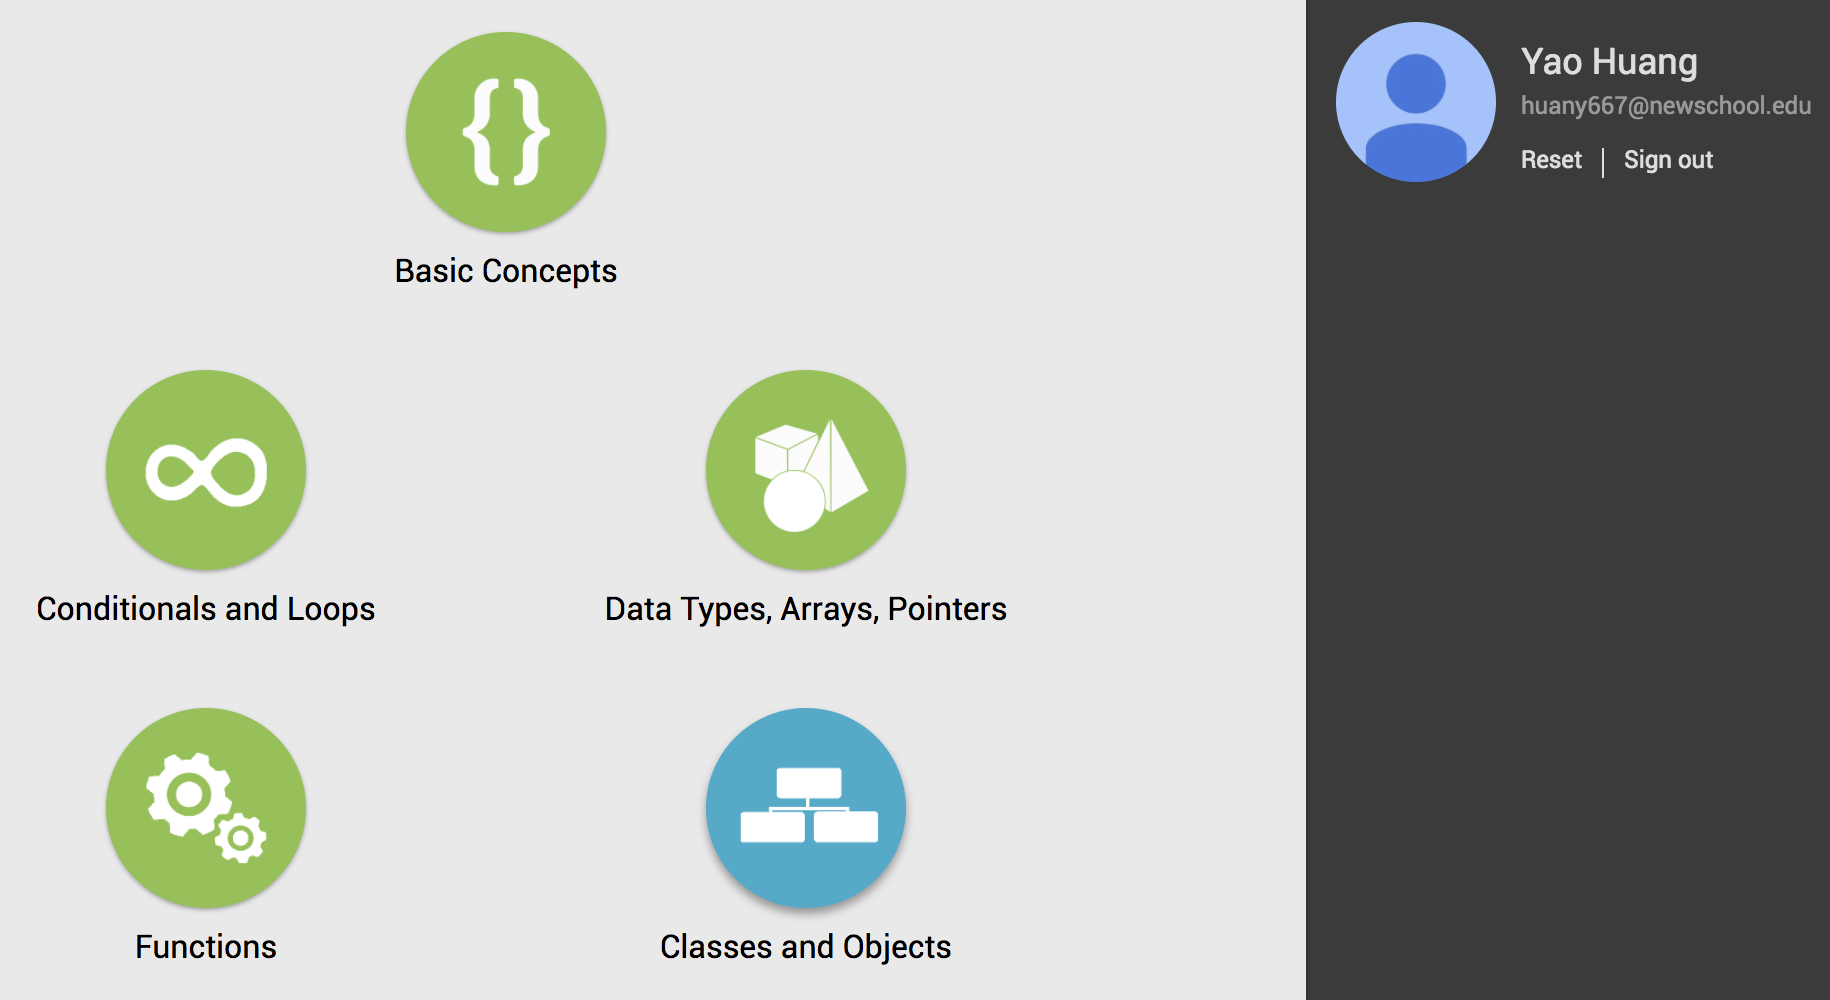 Basic Concepts
Conditionals and Loops
Data Types, Arrays, Pointers
Functions
Classes and Objects
Yao Huang
huany667@newschool.edu
Reset | Sign out